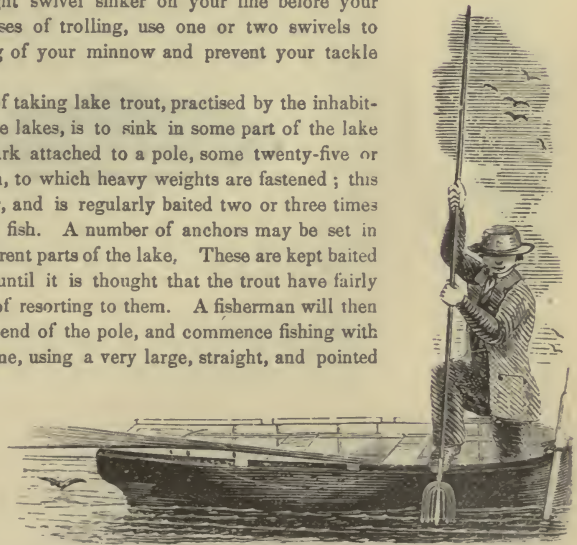 ght swivel sinker on your line before your
ses of trolling, use one or two swivels to
g of your minnow and prevent your tackle
f taking lake trout, practised by the inhabit-
e lakes, is to sink in some part of the lake
ark attached to a pole, some twenty-five or
, to which heavy weights are fastened ; this
, and is regularly baited two or three times
fish. A number of anchors may be set in
rent parts of the lake, These are kept baited
until it is thought that the trout have fairly
of resorting to them. A fisherman will then
end of the pole, and commence fishing with
ne, using a very large, straight, and pointed